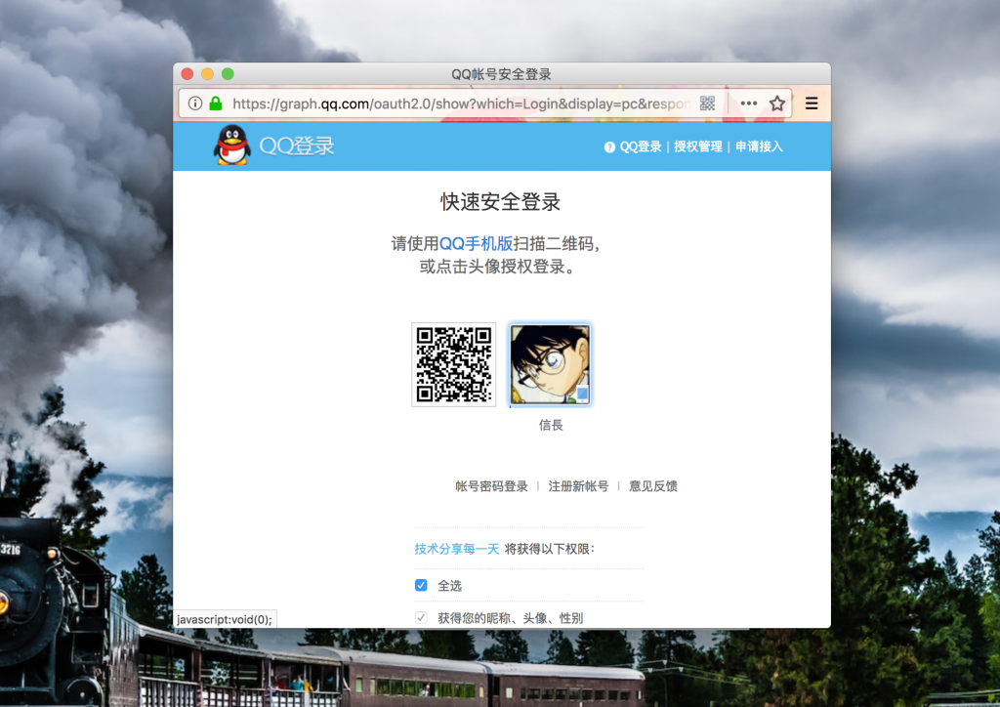 QQ帐号安全登录
https://graph.qq.com/oauth2.0/show?which=Login&display=pc&respon
QQ登录
? QQ登录 | 授权管理 | 申请接入
快速安全登录
请使用QQ手机版扫描二维码,
或点击头像授权登录。
信長
帐号密码登录 | 注册新帐号 | 意见反馈
技术分享每一天 将获得以下权限:
全选
获得您的昵称、头像、性别
javascript:void(0);
3716